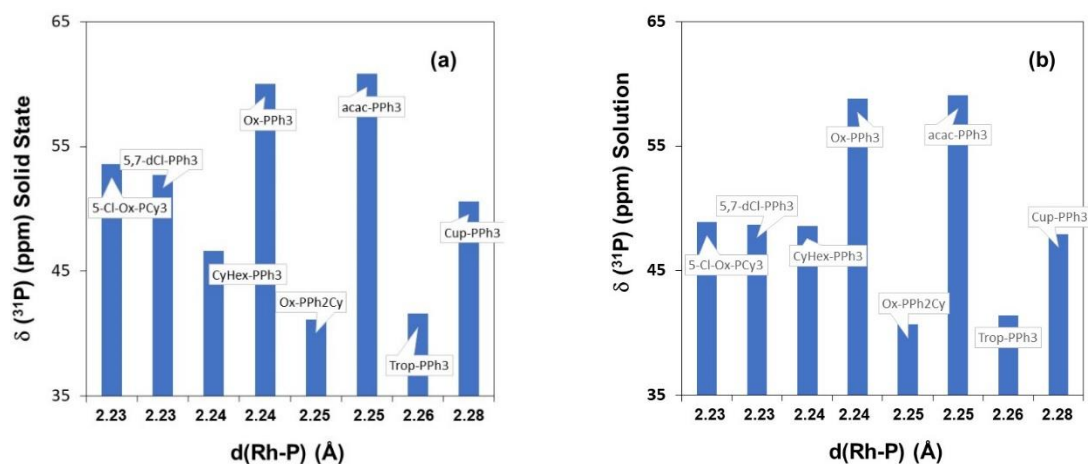 (a)
δ (³¹P) (ppm) Solid State
65
55
45
35
5-Cl-Ox-PCy3
5,7-dCl-PPh3
CyHex-PPh3
Ox-PPh3
Ox-PPh2Cy
acac-PPh3
Trop-PPh3
Cup-PPh3
2.23 2.23 2.24 2.24 2.25 2.25 2.26 2.28
d(Rh-P) (Å)
(b)
δ (³¹P) (ppm) Solution
65
55
45
35
5-Cl-Ox-PCy3
5,7-dCl-PPh3
CyHex-PPh3
Ox-PPh3
Ox-PPh2Cy
acac-PPh3
Trop-PPh3
Cup-PPh3
2.23 2.23 2.24 2.24 2.25 2.25 2.26 2.28
d(Rh-P) (Å)